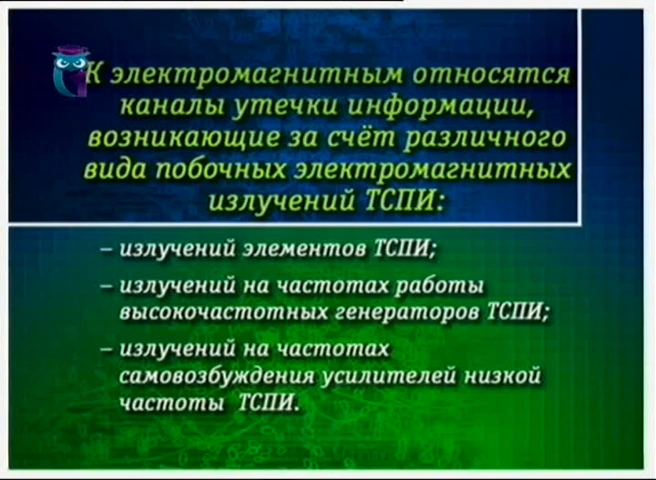 К электромагнитным относятся
каналы утечки информации,
возникающие за счёт различного
вида побочных электромагнитных
излучений ТСПИ:
– излучений элементов ТСПИ;
– излучений на частотах работы
высокочастотных генераторов ТСПИ;
– излучений на частотах
самовозбуждения усилителей низкой
частоты ТСПИ.